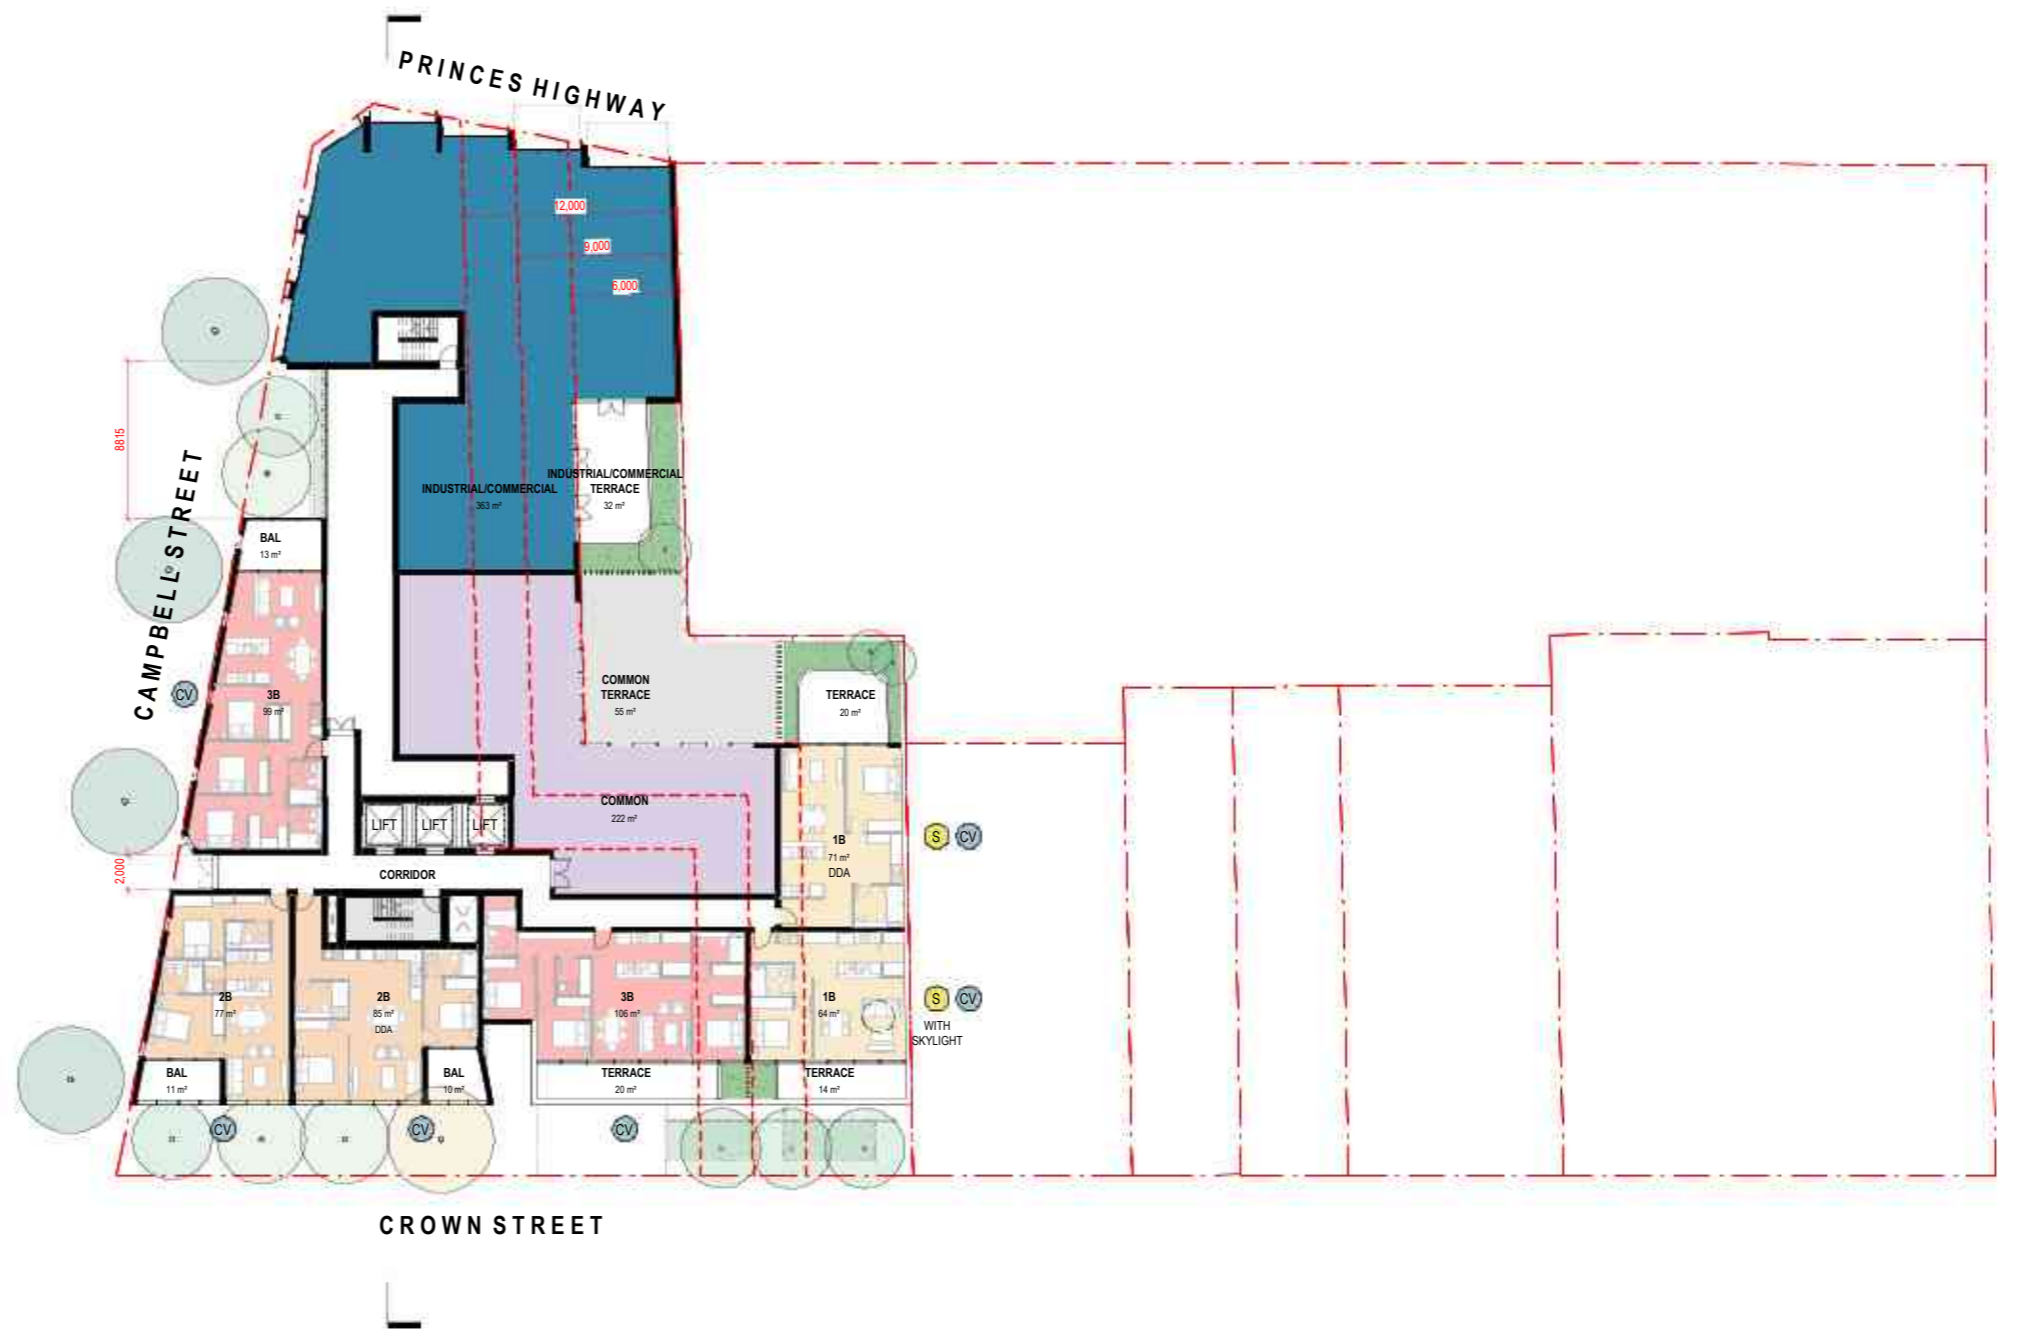 PRINCES HIGHWAY
12,000
9,000
6,000
8815
CAMPBELL STREET
INDUSTRIAL/COMMERCIAL
363 m²
INDUSTRIAL/COMMERCIAL
TERRACE
32 m²
BAL
13 m²
3B
99 m²
CV
COMMON
TERRACE
55 m²
TERRACE
20 m²
COMMON
222 m²
LIFT
LIFT
LIFT
1B
71 m²
DDA
S
CV
2,000
CORRIDOR
2B
77 m²
2B
85 m²
DDA
3B
106 m²
1B
64 m²
S
CV
WITH
SKYLIGHT
BAL
11 m²
BAL
10 m²
TERRACE
20 m²
TERRACE
14 m²
CV
CV
CV
CROWN STREET